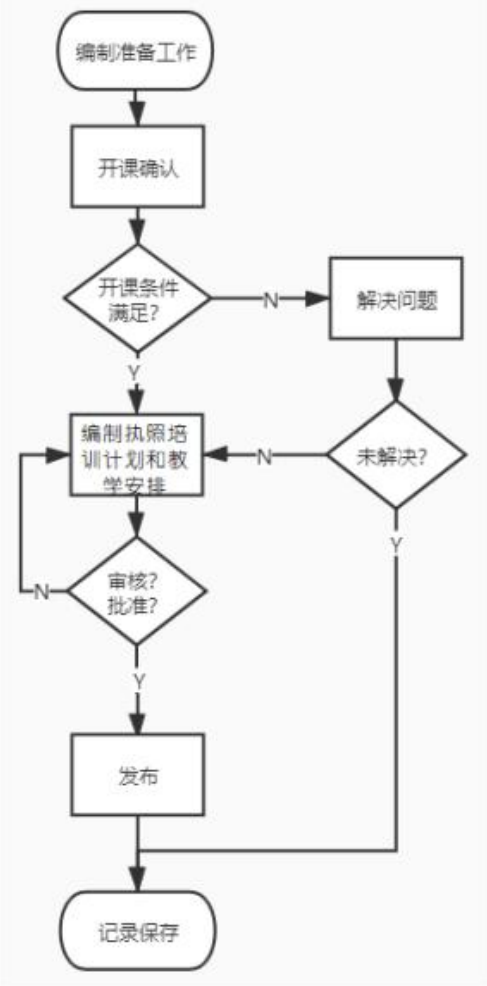 编制准备工作
开课确认
开课条件
满足?
N
解决问题
Y
编制执照培
训计划和教
学安排
N
未解决?
审核?
批准?
N
Y
Y
发布
记录保存